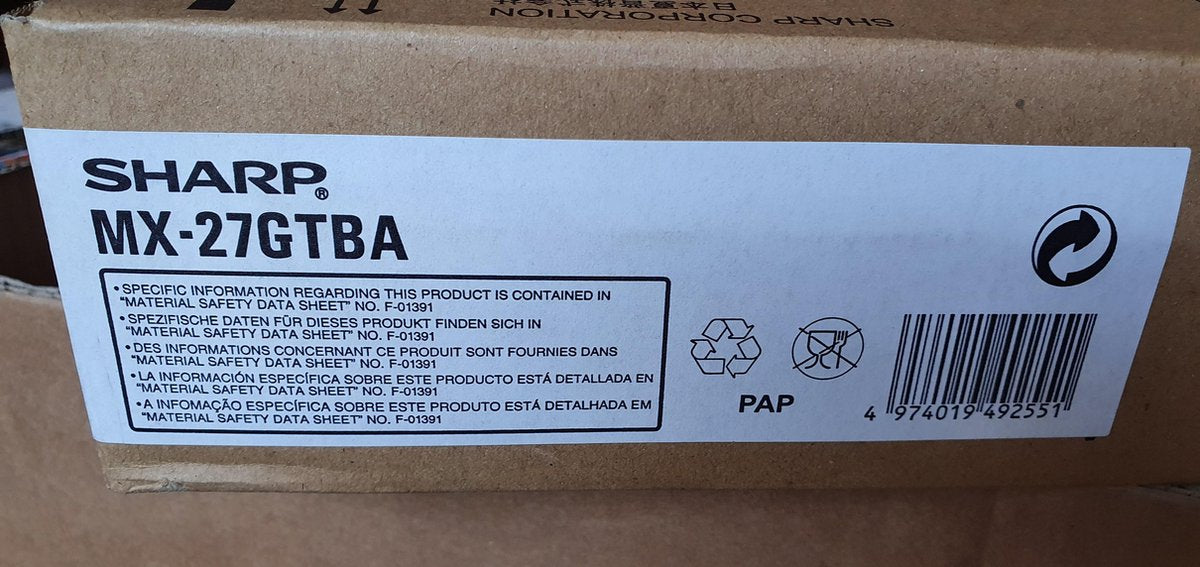 SHARP CORPORATION
SHARP®
MX-27GTBA
• SPECIFIC INFORMATION REGARDING THIS PRODUCT IS CONTAINED IN
"MATERIAL SAFETY DATA SHEET" NO. F-01391
• SPEZIFISCHE DATEN FÜR DIESES PRODUKT FINDEN SICH IN
"MATERIAL SAFETY DATA SHEET" NO. F-01391
• DES INFORMATIONS CONCERNANT CE PRODUIT SONT FOURNIES DANS
"MATERIAL SAFETY DATA SHEET" NO. F-01391
• LA INFORMACIÓN ESPECÍFICA SOBRE ESTE PRODUCTO ESTÁ DETALLADA EN
"MATERIAL SAFETY DATA SHEET" NO. F-01391
• A INFOMAÇÃO ESPECÍFICA SOBRE ESTE PRODUTO ESTÁ DETALHADA EM
"MATERIAL SAFETY DATA SHEET" NO. F-01391
PAP
4 974019 492551